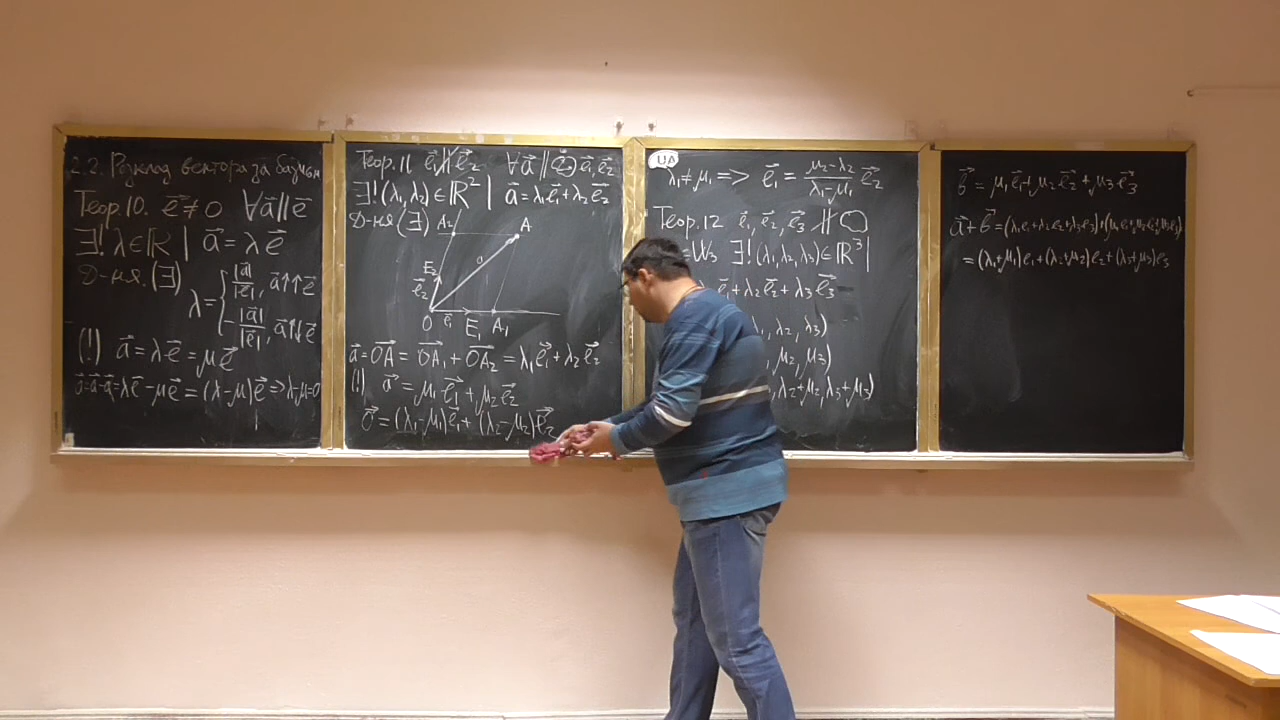 2.2. Розклад вектора за базисом
Теор.10. e⃗ ≠ 0 ∀a⃗ ∥ e⃗
∃! λ ∈ ℝ | a⃗ = λ e⃗
Д-ня. (∃)
λ = { |a⃗|/|e⃗|, a⃗↑↑e⃗
-|a⃗|/|e⃗|, a⃗↑↓e⃗
(!) a⃗ = λe⃗ = μe⃗
0⃗=a⃗-a⃗=λe⃗-μe⃗ = (λ-μ)e⃗ => λ-μ=0
Теор.11 e⃗₁ ∦ e⃗₂ ∀a⃗ ∥ e⃗₁, e⃗₂
∃! (λ₁, λ₂) ∈ ℝ² | a⃗ = λ₁e⃗₁ + λ₂e⃗₂
Д-ня (∃) A₂ A
E₂ a
e⃗₂
O e⃗₁ E₁ A₁
a⃗ = OA⃗ = OA⃗₁ + OA⃗₂ = λ₁e⃗₁ + λ₂e⃗₂
(!) a⃗ = μ₁e⃗₁ + μ₂e⃗₂
0⃗ = (λ₁-μ₁)e⃗₁ + (λ₂-μ₂)e⃗₂
UA
λ₁ ≠ μ₁ => e⃗₁ = (μ₂-λ₂)/(λ₁-μ₁) e⃗₂
Теор.12 e⃗₁, e⃗₂, e⃗₃ ∦
∈ W₃ ∃! (λ₁, λ₂, λ₃) ∈ ℝ³ |
e⃗₁ + λ₂e⃗₂ + λ₃e⃗₃
, λ₂, λ₃)
μ₂, μ₃)
, λ₂+μ₂, λ₃+μ₃)
b⃗ = μ₁e⃗₁ + μ₂e⃗₂ + μ₃e⃗₃
a⃗ + b⃗ = (λ₁e₁ + λ₂e₂ + λ₃e₃) + (μ₁e₁ + μ₂e₂ + μ₃e₃)
= (λ₁+μ₁)e₁ + (λ₂+μ₂)e₂ + (λ₃+μ₃)e₃